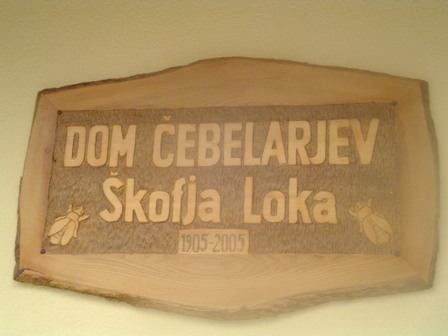 DOM ČEBELARJEV
Škofja Loka
1905-2005